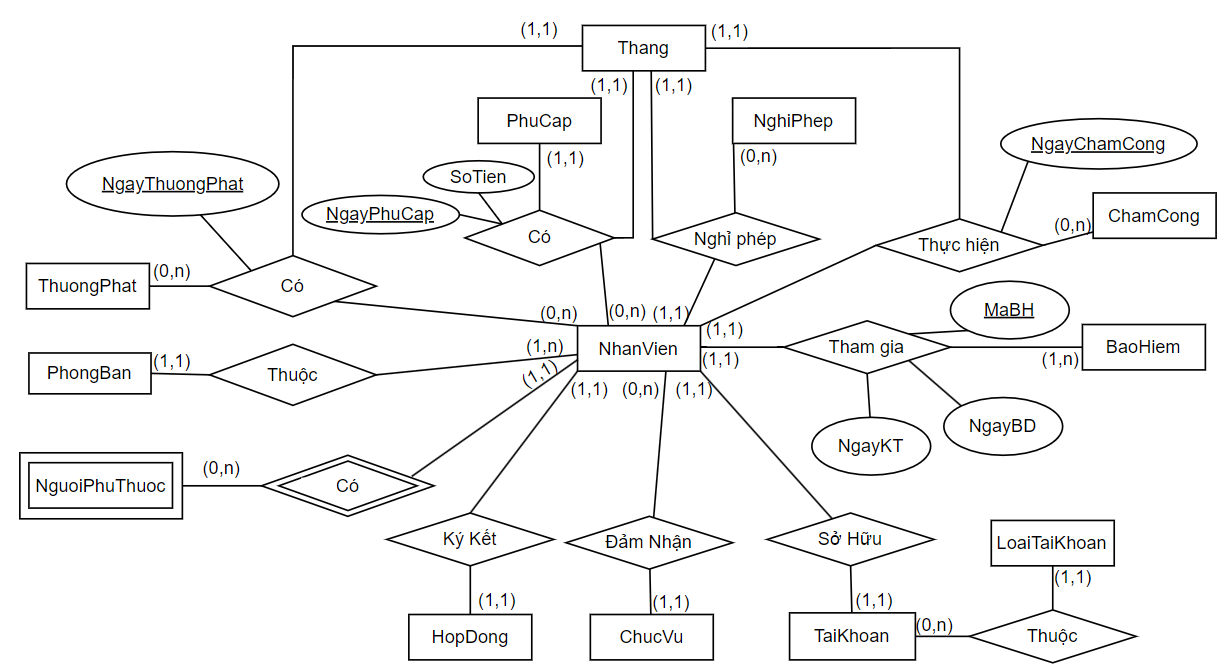 (1,1)
Thang
(1,1)
(1,1)
(1,1)
PhuCap
NghiPhep
(1,1)
(0,n)
NgayChamCong
NgayThuongPhat
SoTien
NgayPhuCap
ChamCong
(0,n)
Có
Nghỉ phép
Thực hiện
ThuongPhat
(0,n)
Có
(0,n)
(0,n)
(1,1)
(1,1)
MaBH
PhongBan
(1,1)
Thuộc
(1,n)
NhanVien
(1,1)
Tham gia
(1,n)
BaoHiem
(1,1)
(1,1)
(0,n)
(1,1)
NgayKT
NgayBD
NguoiPhuThuoc
(0,n)
Có
Ký Kết
Đảm Nhận
Sở Hữu
LoaiTaiKhoan
(1,1)
(1,1)
(1,1)
(1,1)
HopDong
ChucVu
TaiKhoan
(0,n)
Thuộc